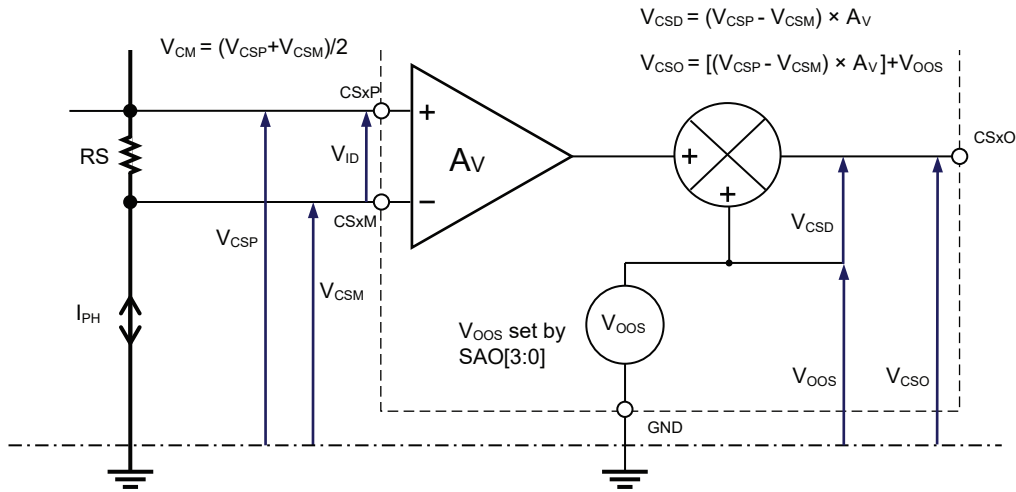 V_CSD = (V_CSP - V_CSM) × A_V
V_CM = (V_CSP+V_CSM)/2
V_CSO = [(V_CSP - V_CSM) × A_V]+V_OOS
CSxP
+
RS
V_ID
A_V
+
CSxO
CSxM
−
+
V_CSP
V_CSD
V_CSM
I_PH
V_OOS
V_OOS set by
SAO[3:0]
V_OOS
V_CSO
GND